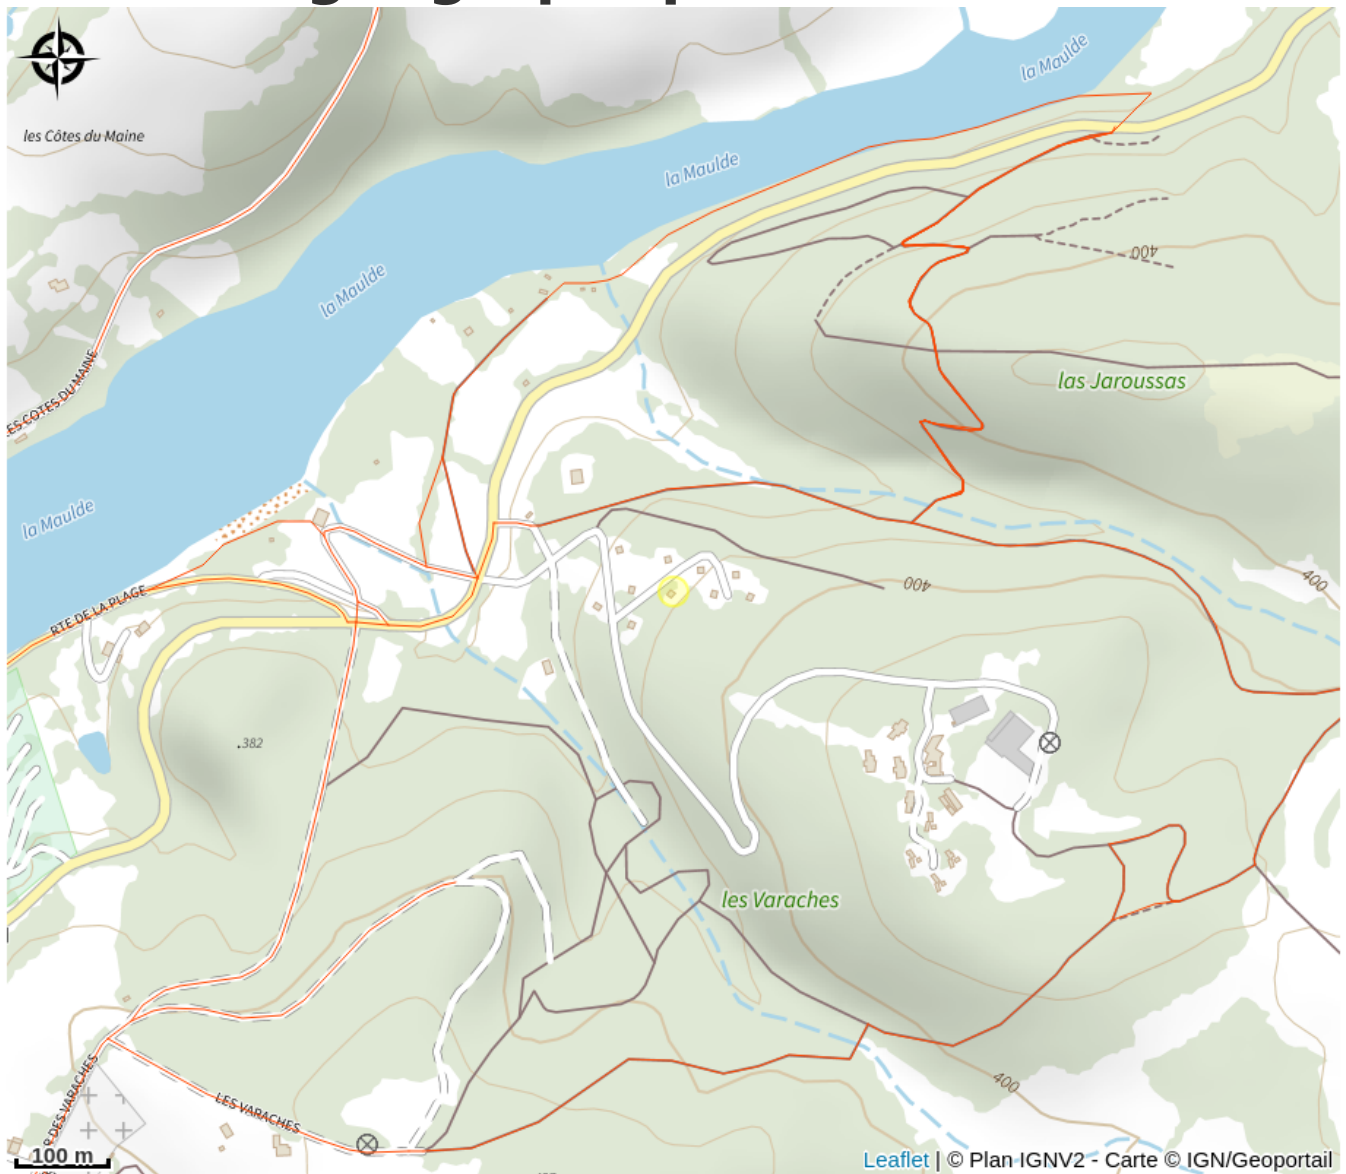 la Maulde
les Côtes du Maine
la Maulde
400
la Maulde
las Jaroussas
ES COTES DU MAINE
la Maulde
400
400
RTE DE LA PLAGE
.382
les Varaches
400
R DES VARACHES
LES VARACHES
100 m
Leaflet | © Plan IGNV2 - Carte © IGN/Geoportail